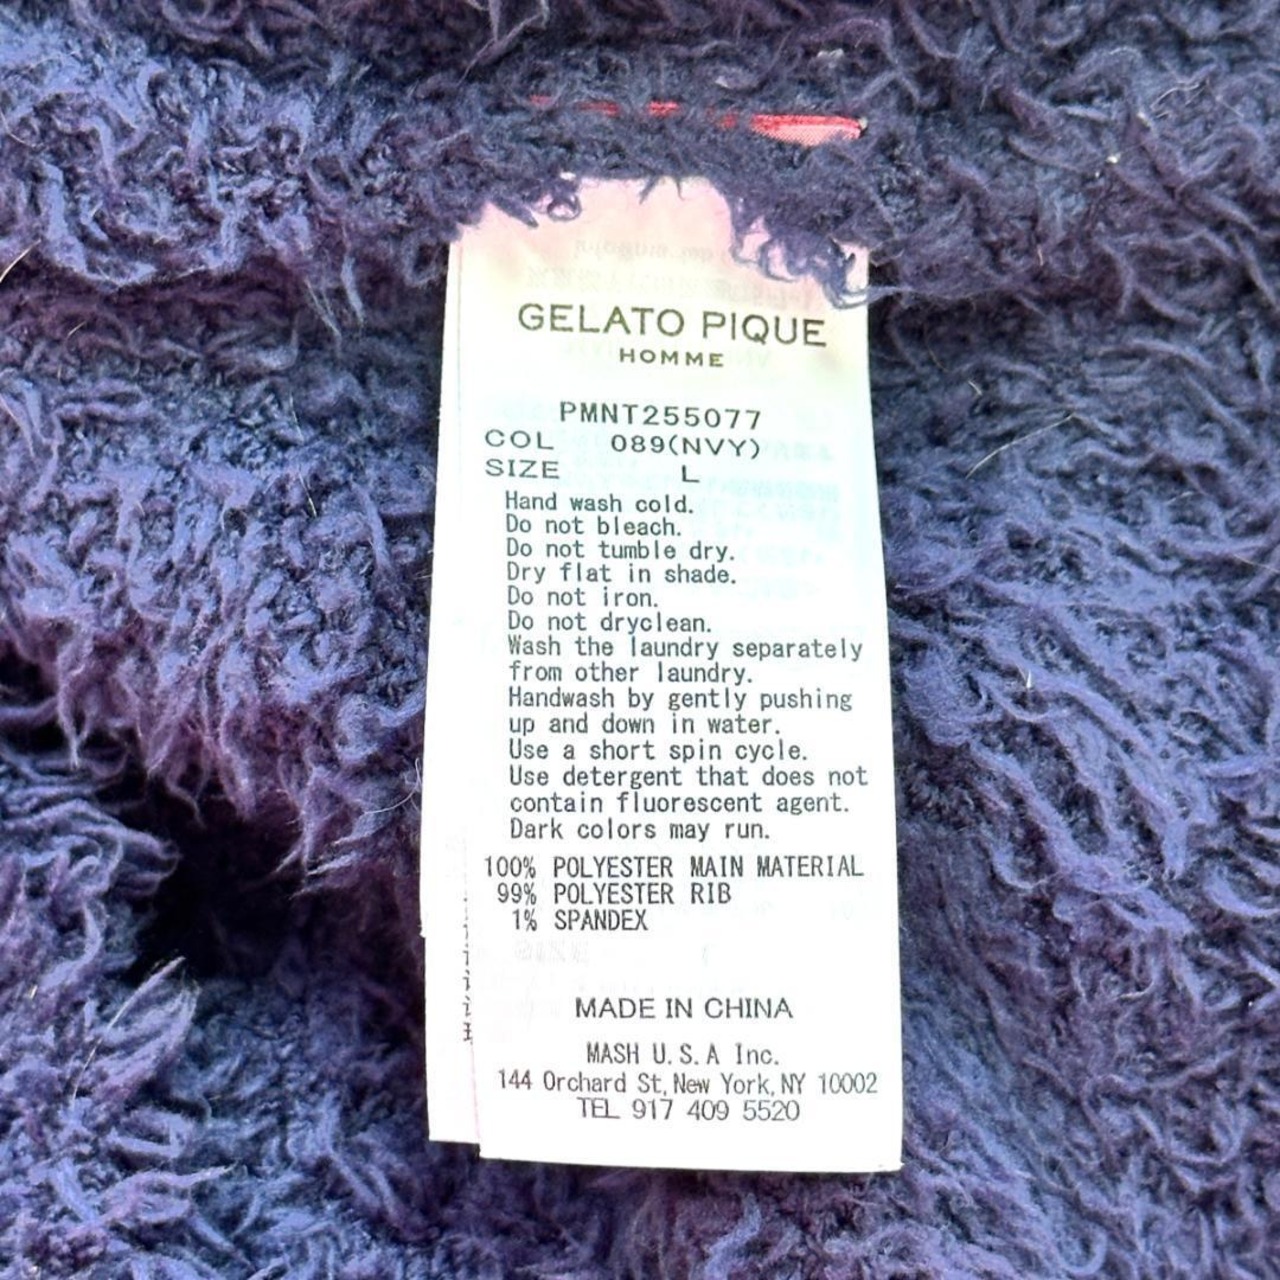 GELATO PIQUE
HOMME
PMNT255077
COL 089(NVY)
SIZE L
Hand wash cold.
Do not bleach.
Do not tumble dry.
Dry flat in shade.
Do not iron.
Do not dryclean.
Wash the laundry separately
from other laundry.
Handwash by gently pushing
up and down in water.
Use a short spin cycle.
Use detergent that does not
contain fluorescent agent.
Dark colors may run.
100% POLYESTER MAIN MATERIAL
99% POLYESTER RIB
1% SPANDEX
MADE IN CHINA
MASH U.S.A Inc.
144 Orchard St, New York, NY 10002
TEL 917 409 5520